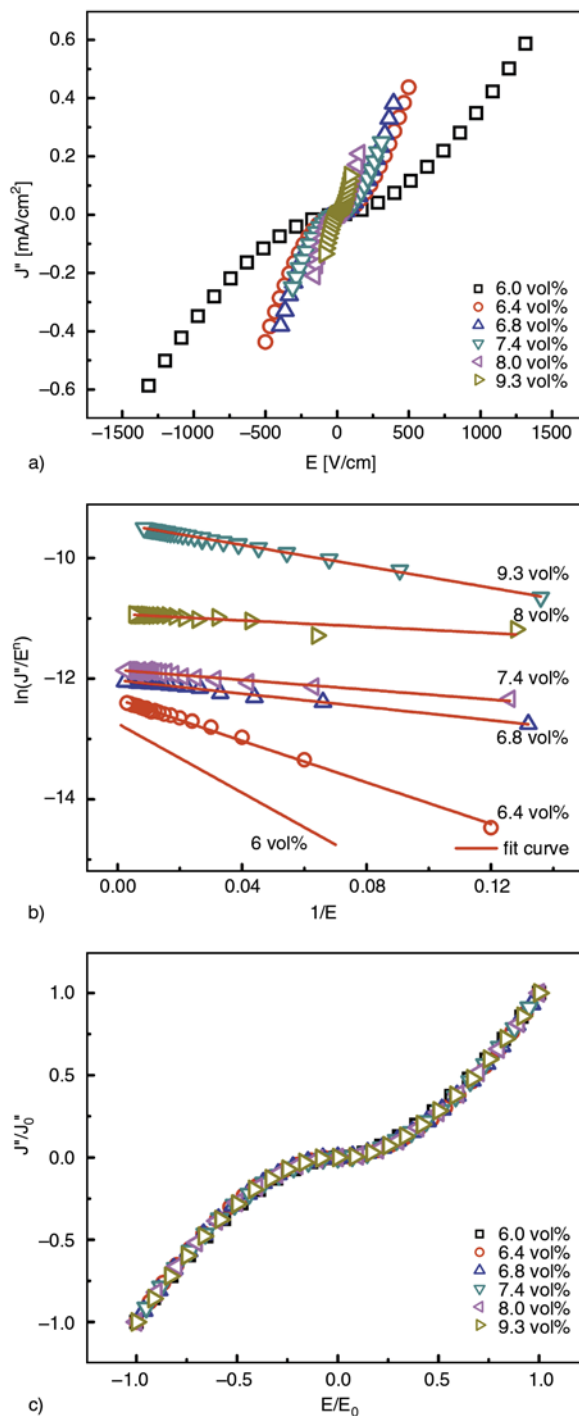 0.6
0.4
0.2
0.0
−0.2
−0.4
−0.6
J" [mA/cm²]
6.0 vol%
6.4 vol%
6.8 vol%
7.4 vol%
8.0 vol%
9.3 vol%
−1500 −1000 −500 0 500 1000 1500
a) E [V/cm]
−10
−12
−14
ln(J"/Eⁿ)
9.3 vol%
8 vol%
7.4 vol%
6.8 vol%
6.4 vol%
6 vol%
fit curve
0.00 0.04 0.08 0.12
b) 1/E
1.0
0.5
0.0
−0.5
−1.0
J"/J₀"
6.0 vol%
6.4 vol%
6.8 vol%
7.4 vol%
8.0 vol%
9.3 vol%
−1.0 −0.5 0.0 0.5 1.0
c) E/E₀